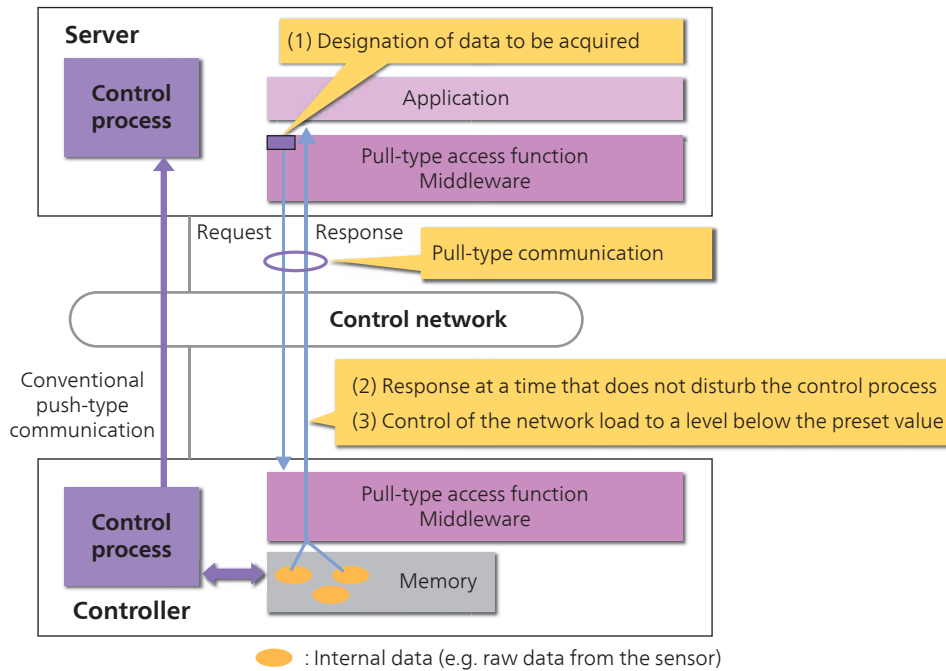 Server
(1) Designation of data to be acquired
Control
process
Application
Pull-type access function
Middleware
Request
Response
Pull-type communication
Control network
Conventional
push-type
communication
(2) Response at a time that does not disturb the control process
(3) Control of the network load to a level below the preset value
Pull-type access function
Middleware
Control
process
Memory
Controller
: Internal data (e.g. raw data from the sensor)